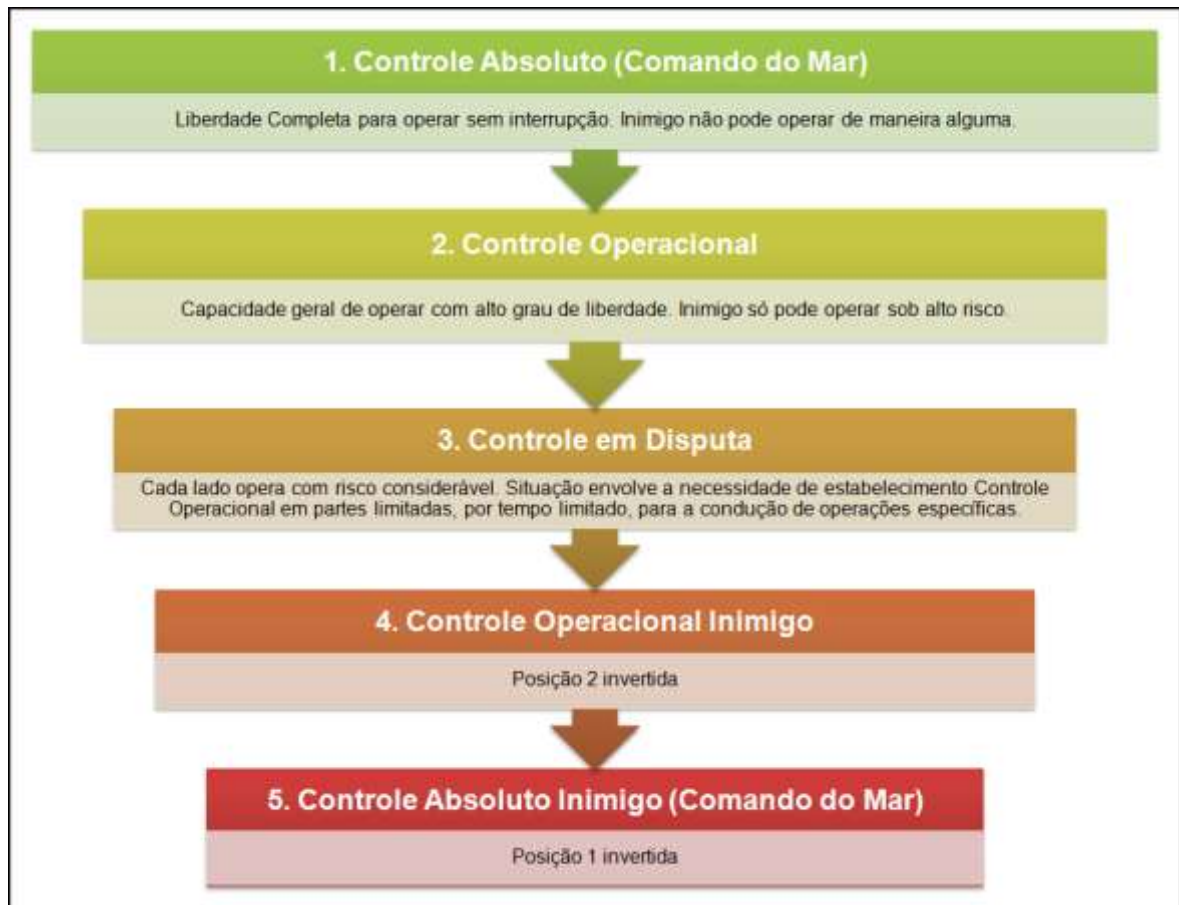 1. Controle Absoluto (Comando do Mar)
Liberdade Completa para operar sem interrupção. Inimigo não pode operar de maneira alguma.
2. Controle Operacional
Capacidade geral de operar com alto grau de liberdade. Inimigo só pode operar sob alto risco.
3. Controle em Disputa
Cada lado opera com risco considerável. Situação envolve a necessidade de estabelecimento Controle
Operacional em partes limitadas, por tempo limitado, para a condução de operações específicas.
4. Controle Operacional Inimigo
Posição 2 invertida
5. Controle Absoluto Inimigo (Comando do Mar)
Posição 1 invertida